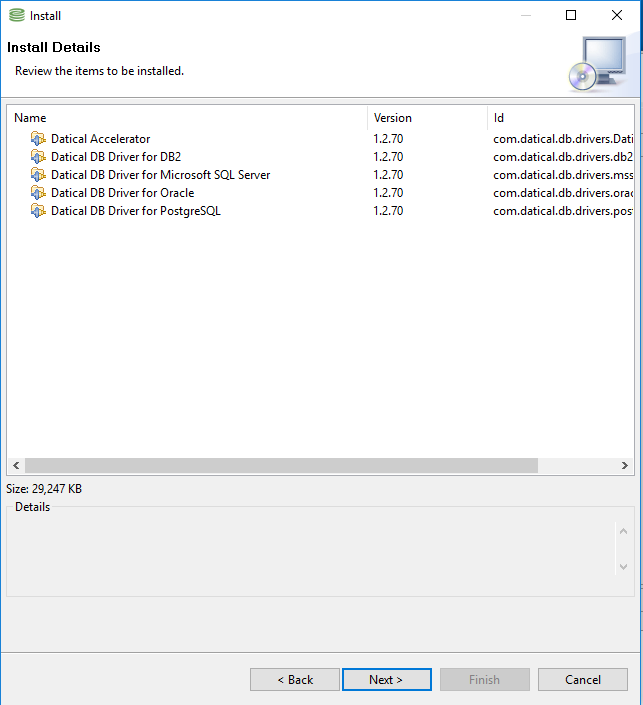 Install
Install Details
Review the items to be installed.
Name Version Id
Datical Accelerator 1.2.70 com.datical.db.drivers.Dati
Datical DB Driver for DB2 1.2.70 com.datical.db.drivers.db2
Datical DB Driver for Microsoft SQL Server 1.2.70 com.datical.db.drivers.mss
Datical DB Driver for Oracle 1.2.70 com.datical.db.drivers.orac
Datical DB Driver for PostgreSQL 1.2.70 com.datical.db.drivers.post
Size: 29,247 KB
Details
< Back Next > Finish Cancel